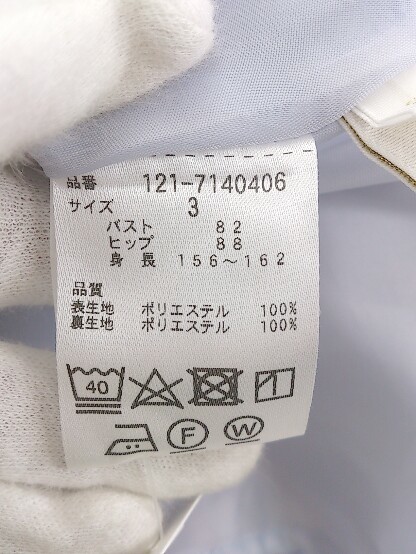 品番 121-7140406
サイズ 3
バスト 82
ヒップ 88
身長 156～162
品質
表生地 ポリエステル 100%
裏生地 ポリエステル 100%
40
F W